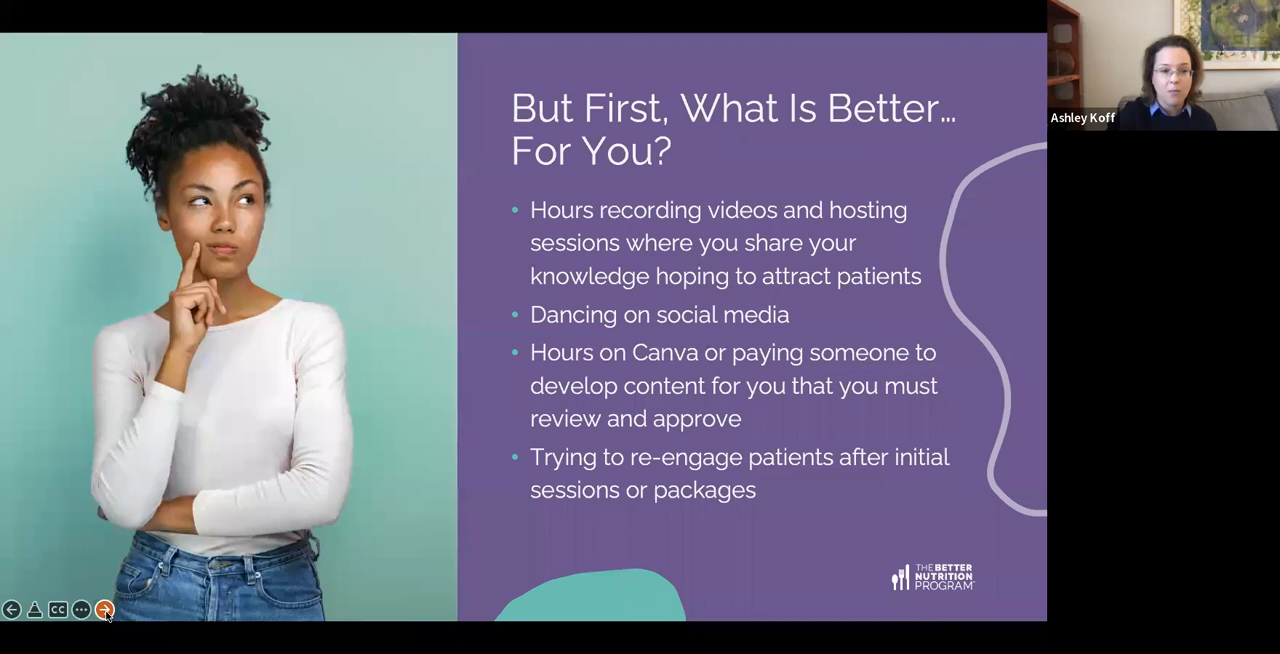 But First, What Is Better...
For You?
• Hours recording videos and hosting
sessions where you share your
knowledge hoping to attract patients
• Dancing on social media
• Hours on Canva or paying someone to
develop content for you that you must
review and approve
• Trying to re-engage patients after initial
sessions or packages
THE BETTER
NUTRITION
PROGRAM
CC
Ashley Koff